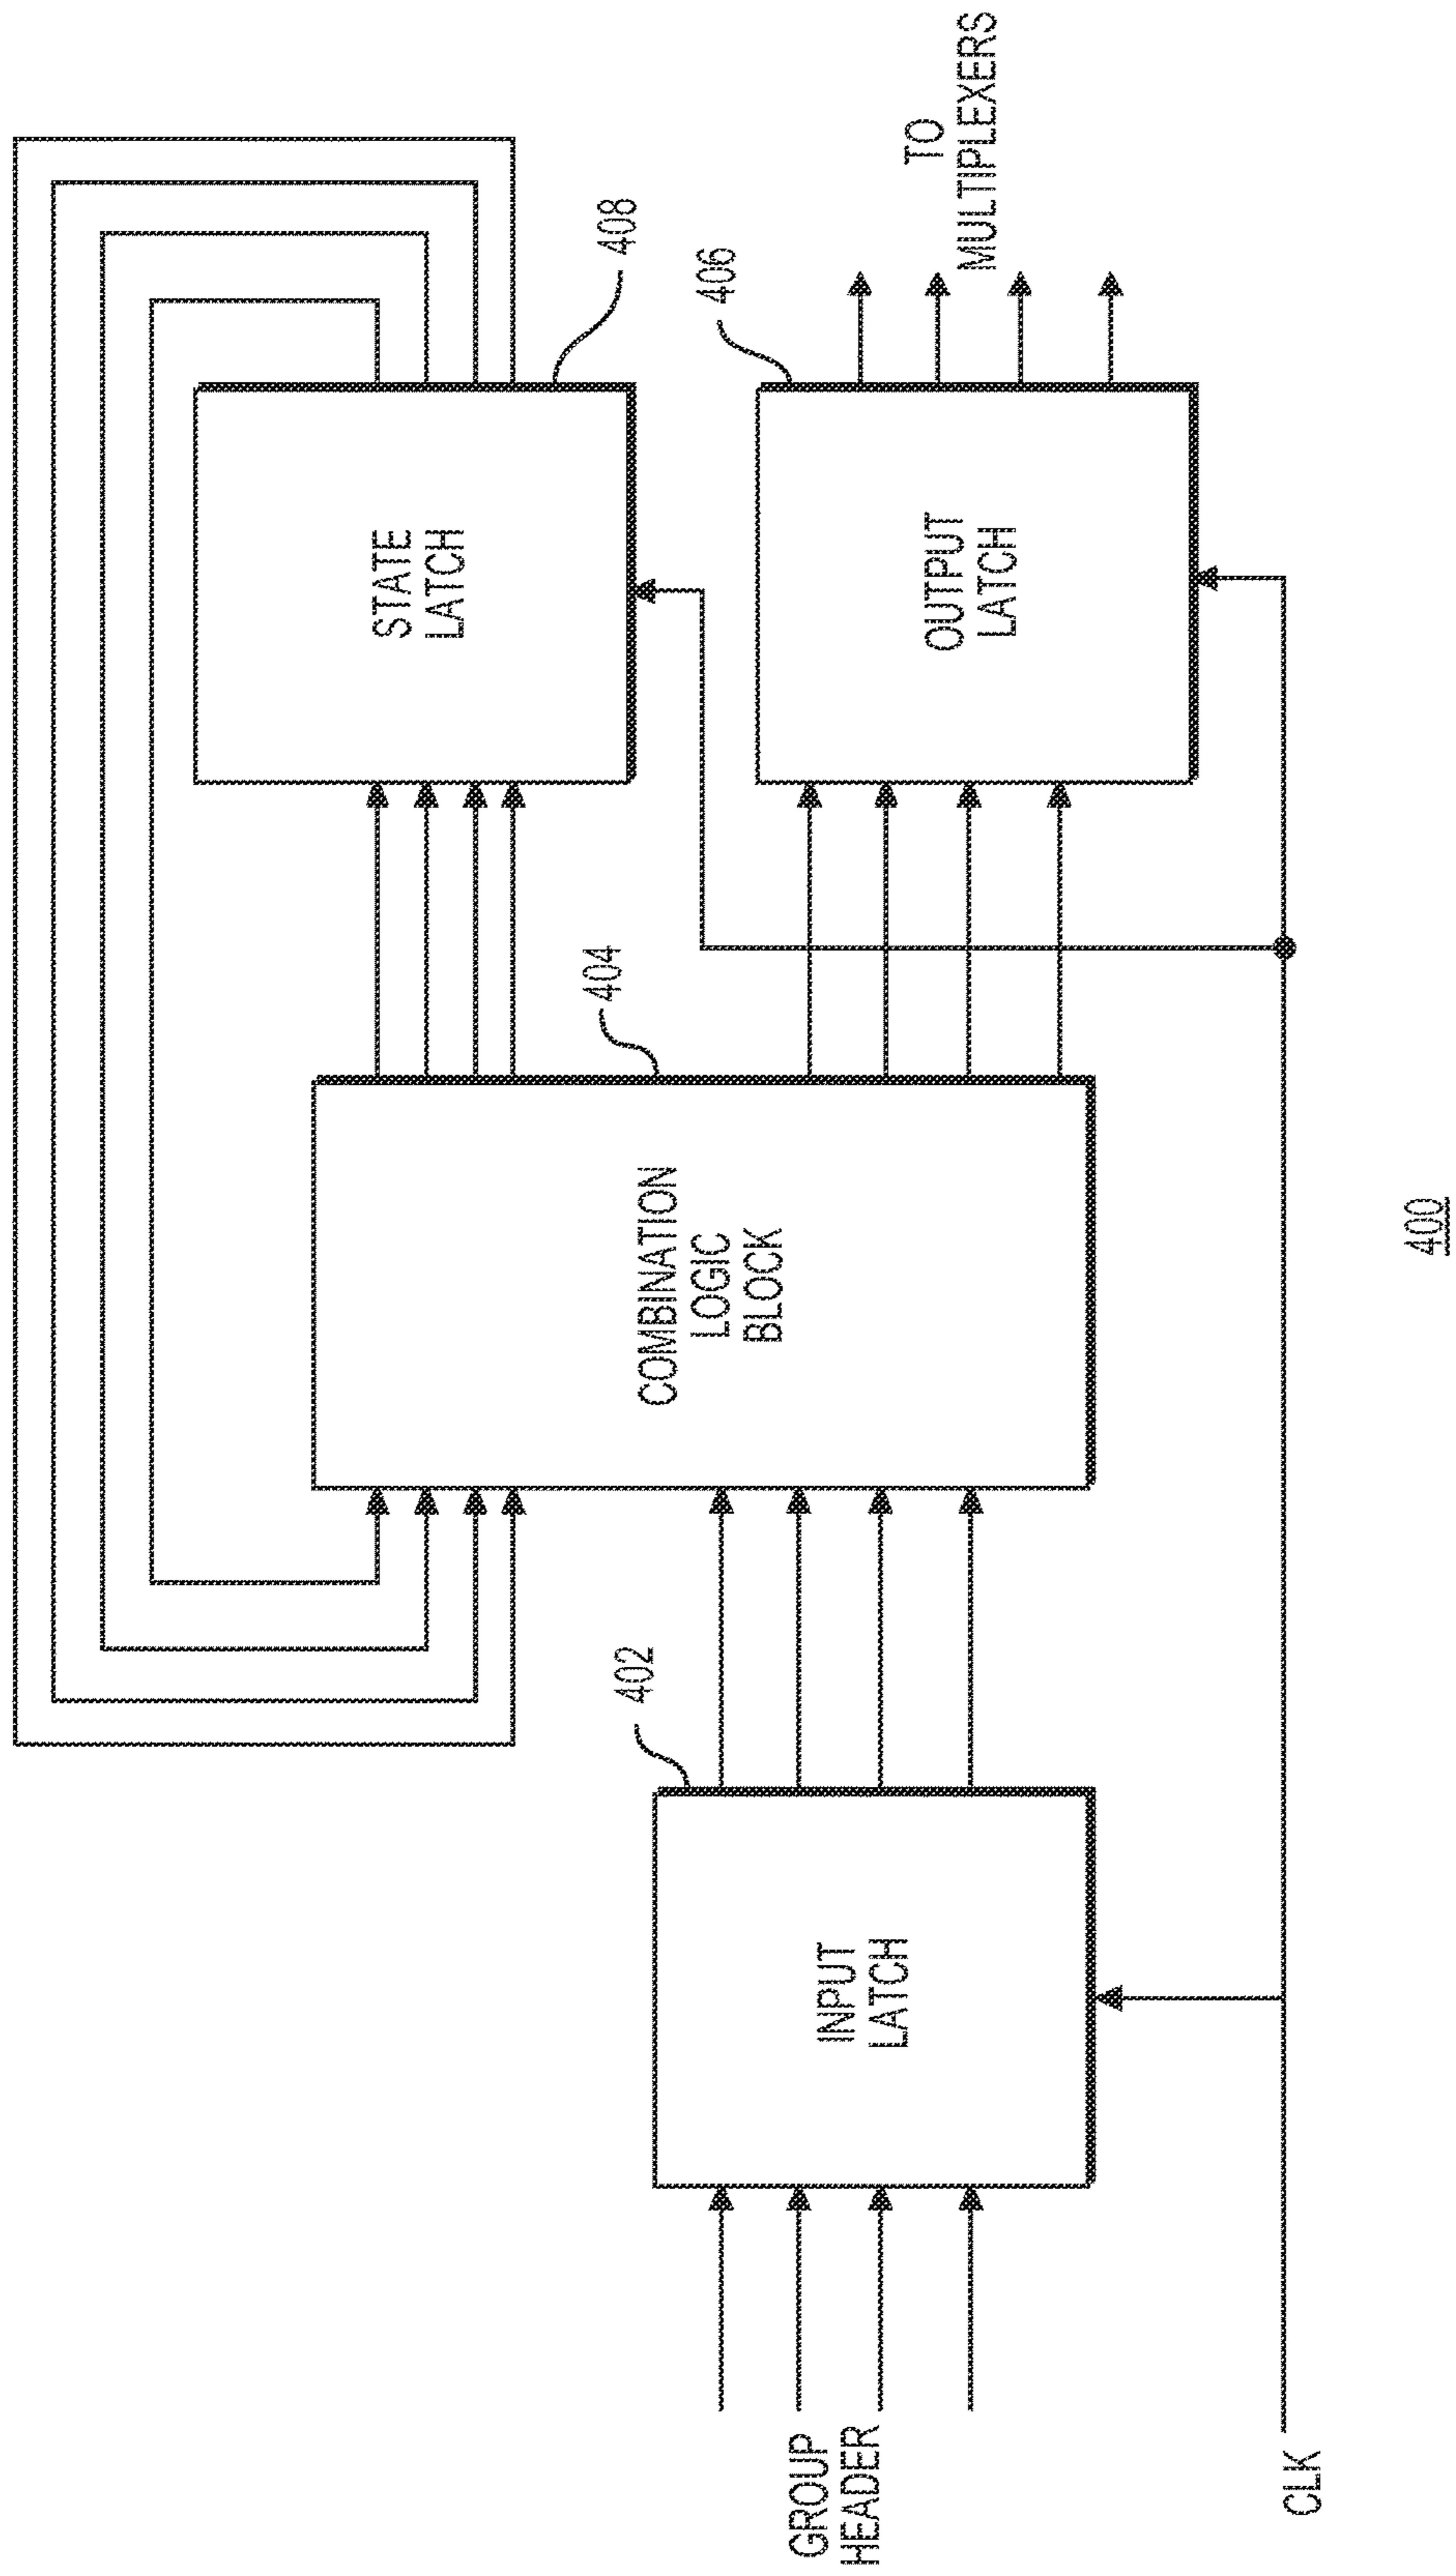 STATE
LATCH
408
TO
MULTIPLEXERS
COMBINATION
LOGIC
BLOCK
404
406
OUTPUT
LATCH
402
INPUT
LATCH
GROUP
HEADER
CLK
400